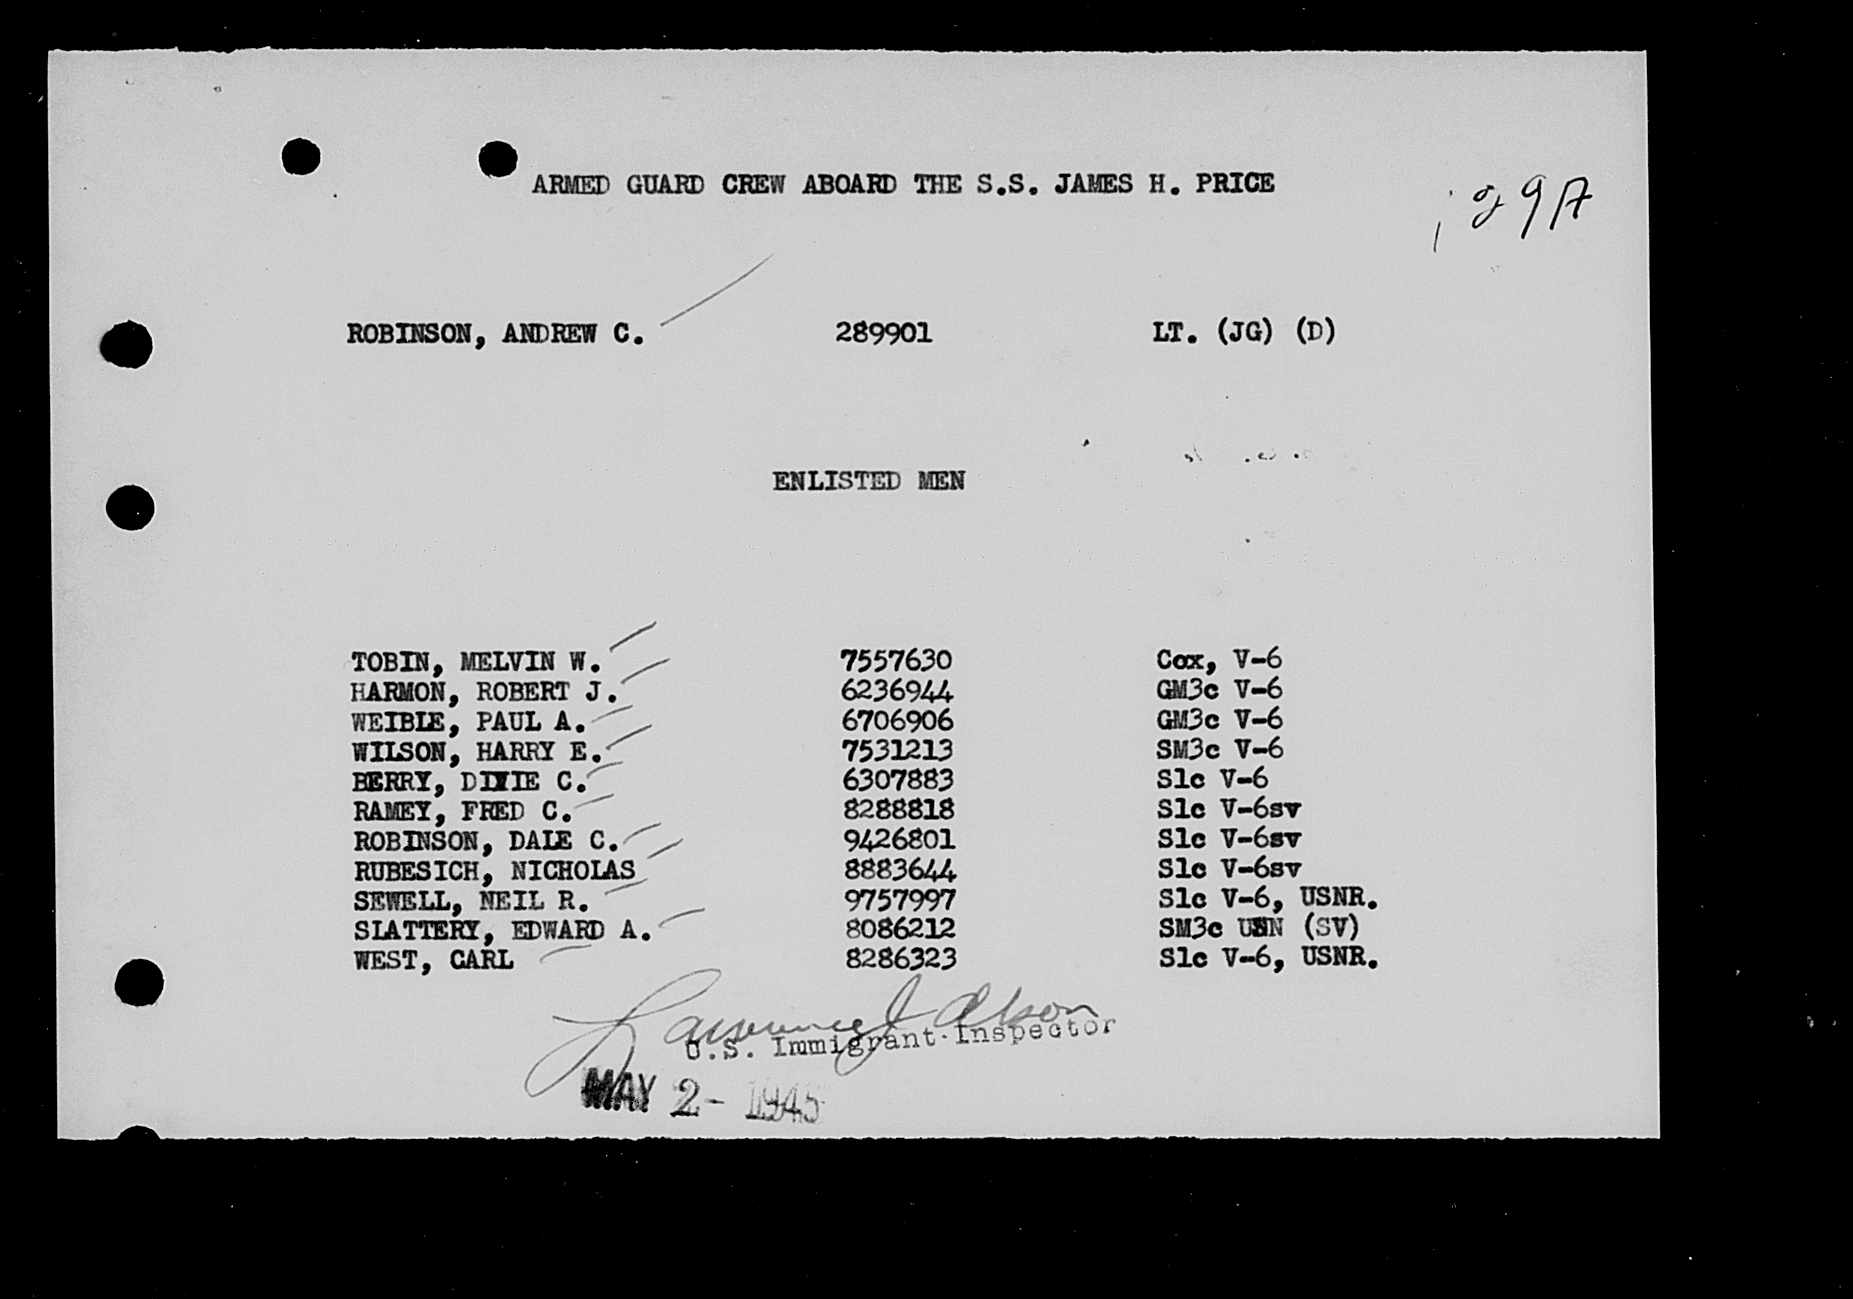 ARMED GUARD CREW ABOARD THE S.S. JAMES H. PRICE
29A
ROBINSON, ANDREW C. 289901 LT. (JG) (D)
ENLISTED MEN
TOBIN, MELVIN W. 7557630 Cox, V-6
HARMON, ROBERT J. 6236944 GM3c V-6
WEIBLE, PAUL A. 6706906 GM3c V-6
WILSON, HARRY E. 7531213 SM3c V-6
BERRY, DIXIE C. 6307883 S1c V-6
RAMEY, FRED C. 8288818 S1c V-6sv
ROBINSON, DALE C. 9426801 S1c V-6sv
RUBESICH, NICHOLAS 8883644 S1c V-6sv
SEWELL, NEIL R. 9757997 S1c V-6, USNR.
SLATTERY, EDWARD A. 8086212 SM3c USN (SV)
WEST, CARL 8286323 S1c V-6, USNR.
Lawrence J Olson
U.S. Immigrant Inspector
MAY 2 - 1945